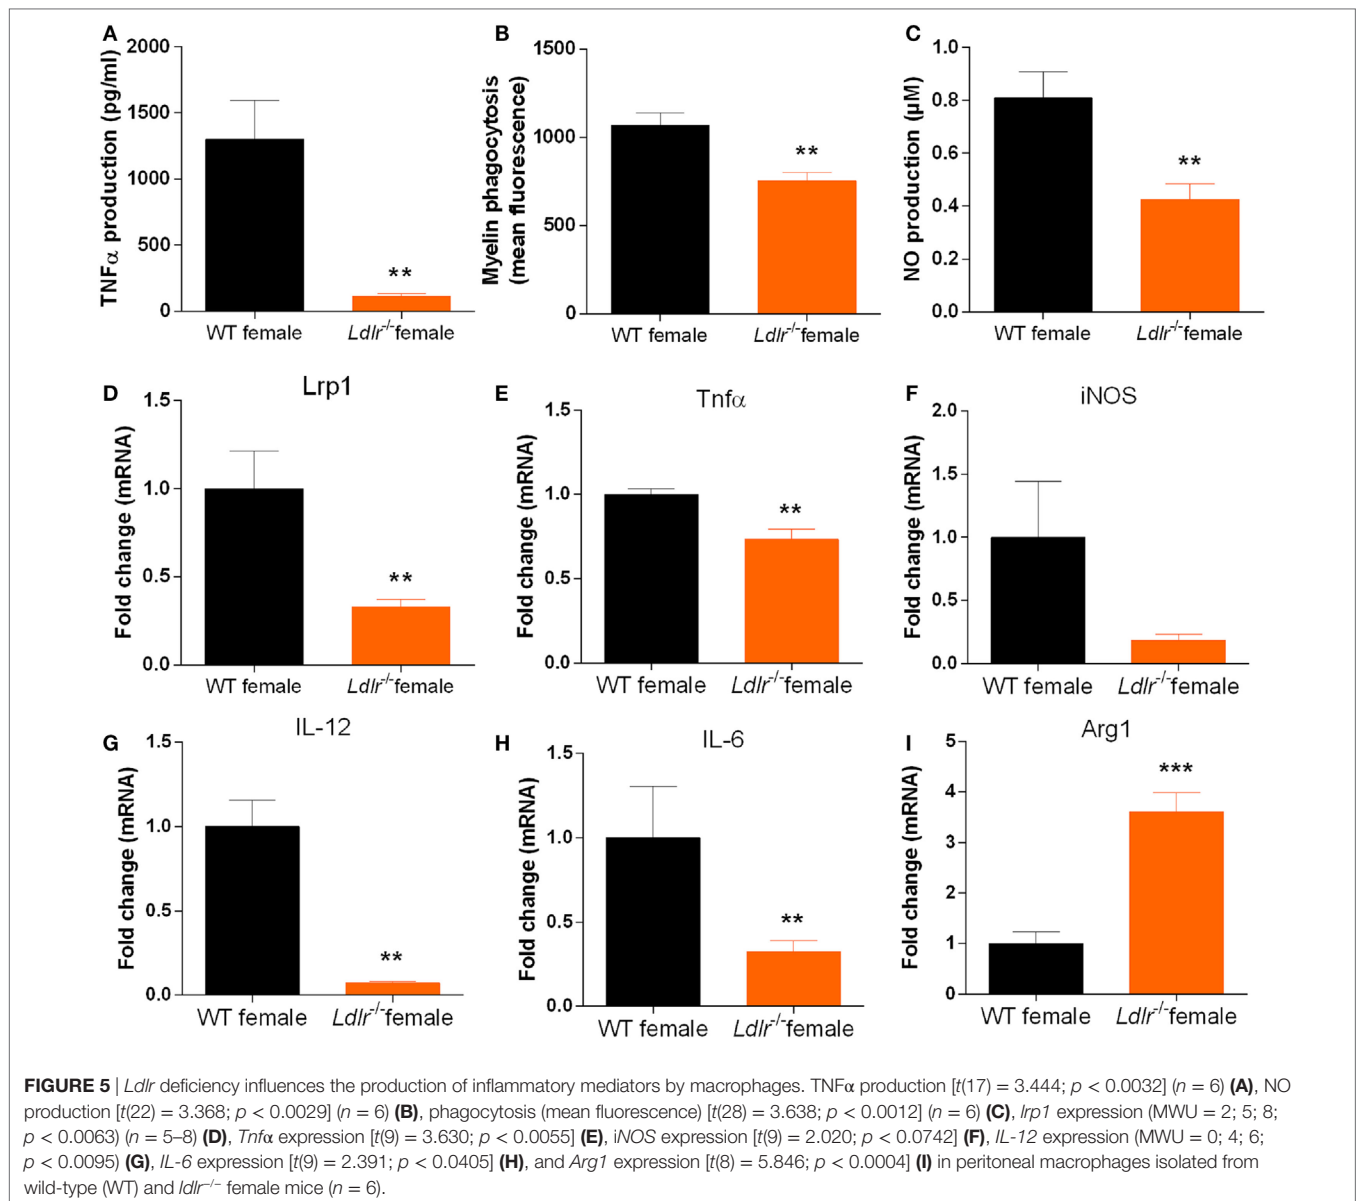 A
TNFα production (pg/ml)
2000
1500
1000
500
0
**
WT female
Ldlr-/-female
B
Myelin phagocytosis
(mean fluorescence)
1500
1000
500
0
**
WT female
Ldlr-/-female
C
NO production (µM)
1.0
0.8
0.6
0.4
0.2
0.0
**
WT female
Ldlr-/-female
D
Lrp1
Fold change (mRNA)
1.5
1.0
0.5
0.0
**
WT female
Ldlr-/-female
E
Tnfα
Fold change (mRNA)
1.5
1.0
0.5
0.0
**
WT female
Ldlr-/-female
F
iNOS
Fold change (mRNA)
2.0
1.5
1.0
0.5
0.0
WT female
Ldlr-/-female
G
IL-12
Fold change (mRNA)
1.5
1.0
0.5
0.0
**
WT female
Ldlr-/-female
H
IL-6
Fold change (mRNA)
1.5
1.0
0.5
0.0
**
WT female
Ldlr-/-female
I
Arg1
Fold change (mRNA)
5
4
3
2
1
0
***
WT female
Ldlr-/-female
FIGURE 5 | Ldlr deficiency influences the production of inflammatory mediators by macrophages. TNFα production [t(17) = 3.444; p < 0.0032] (n = 6) (A), NO
production [t(22) = 3.368; p < 0.0029] (n = 6) (B), phagocytosis (mean fluorescence) [t(28) = 3.638; p < 0.0012] (n = 6) (C), lrp1 expression (MWU = 2; 5; 8;
p < 0.0063) (n = 5–8) (D), Tnfα expression [t(9) = 3.630; p < 0.0055] (E), iNOS expression [t(9) = 2.020; p < 0.0742] (F), IL-12 expression (MWU = 0; 4; 6;
p < 0.0095) (G), IL-6 expression [t(9) = 2.391; p < 0.0405] (H), and Arg1 expression [t(8) = 5.846; p < 0.0004] (I) in peritoneal macrophages isolated from
wild-type (WT) and ldlr−/− female mice (n = 6).